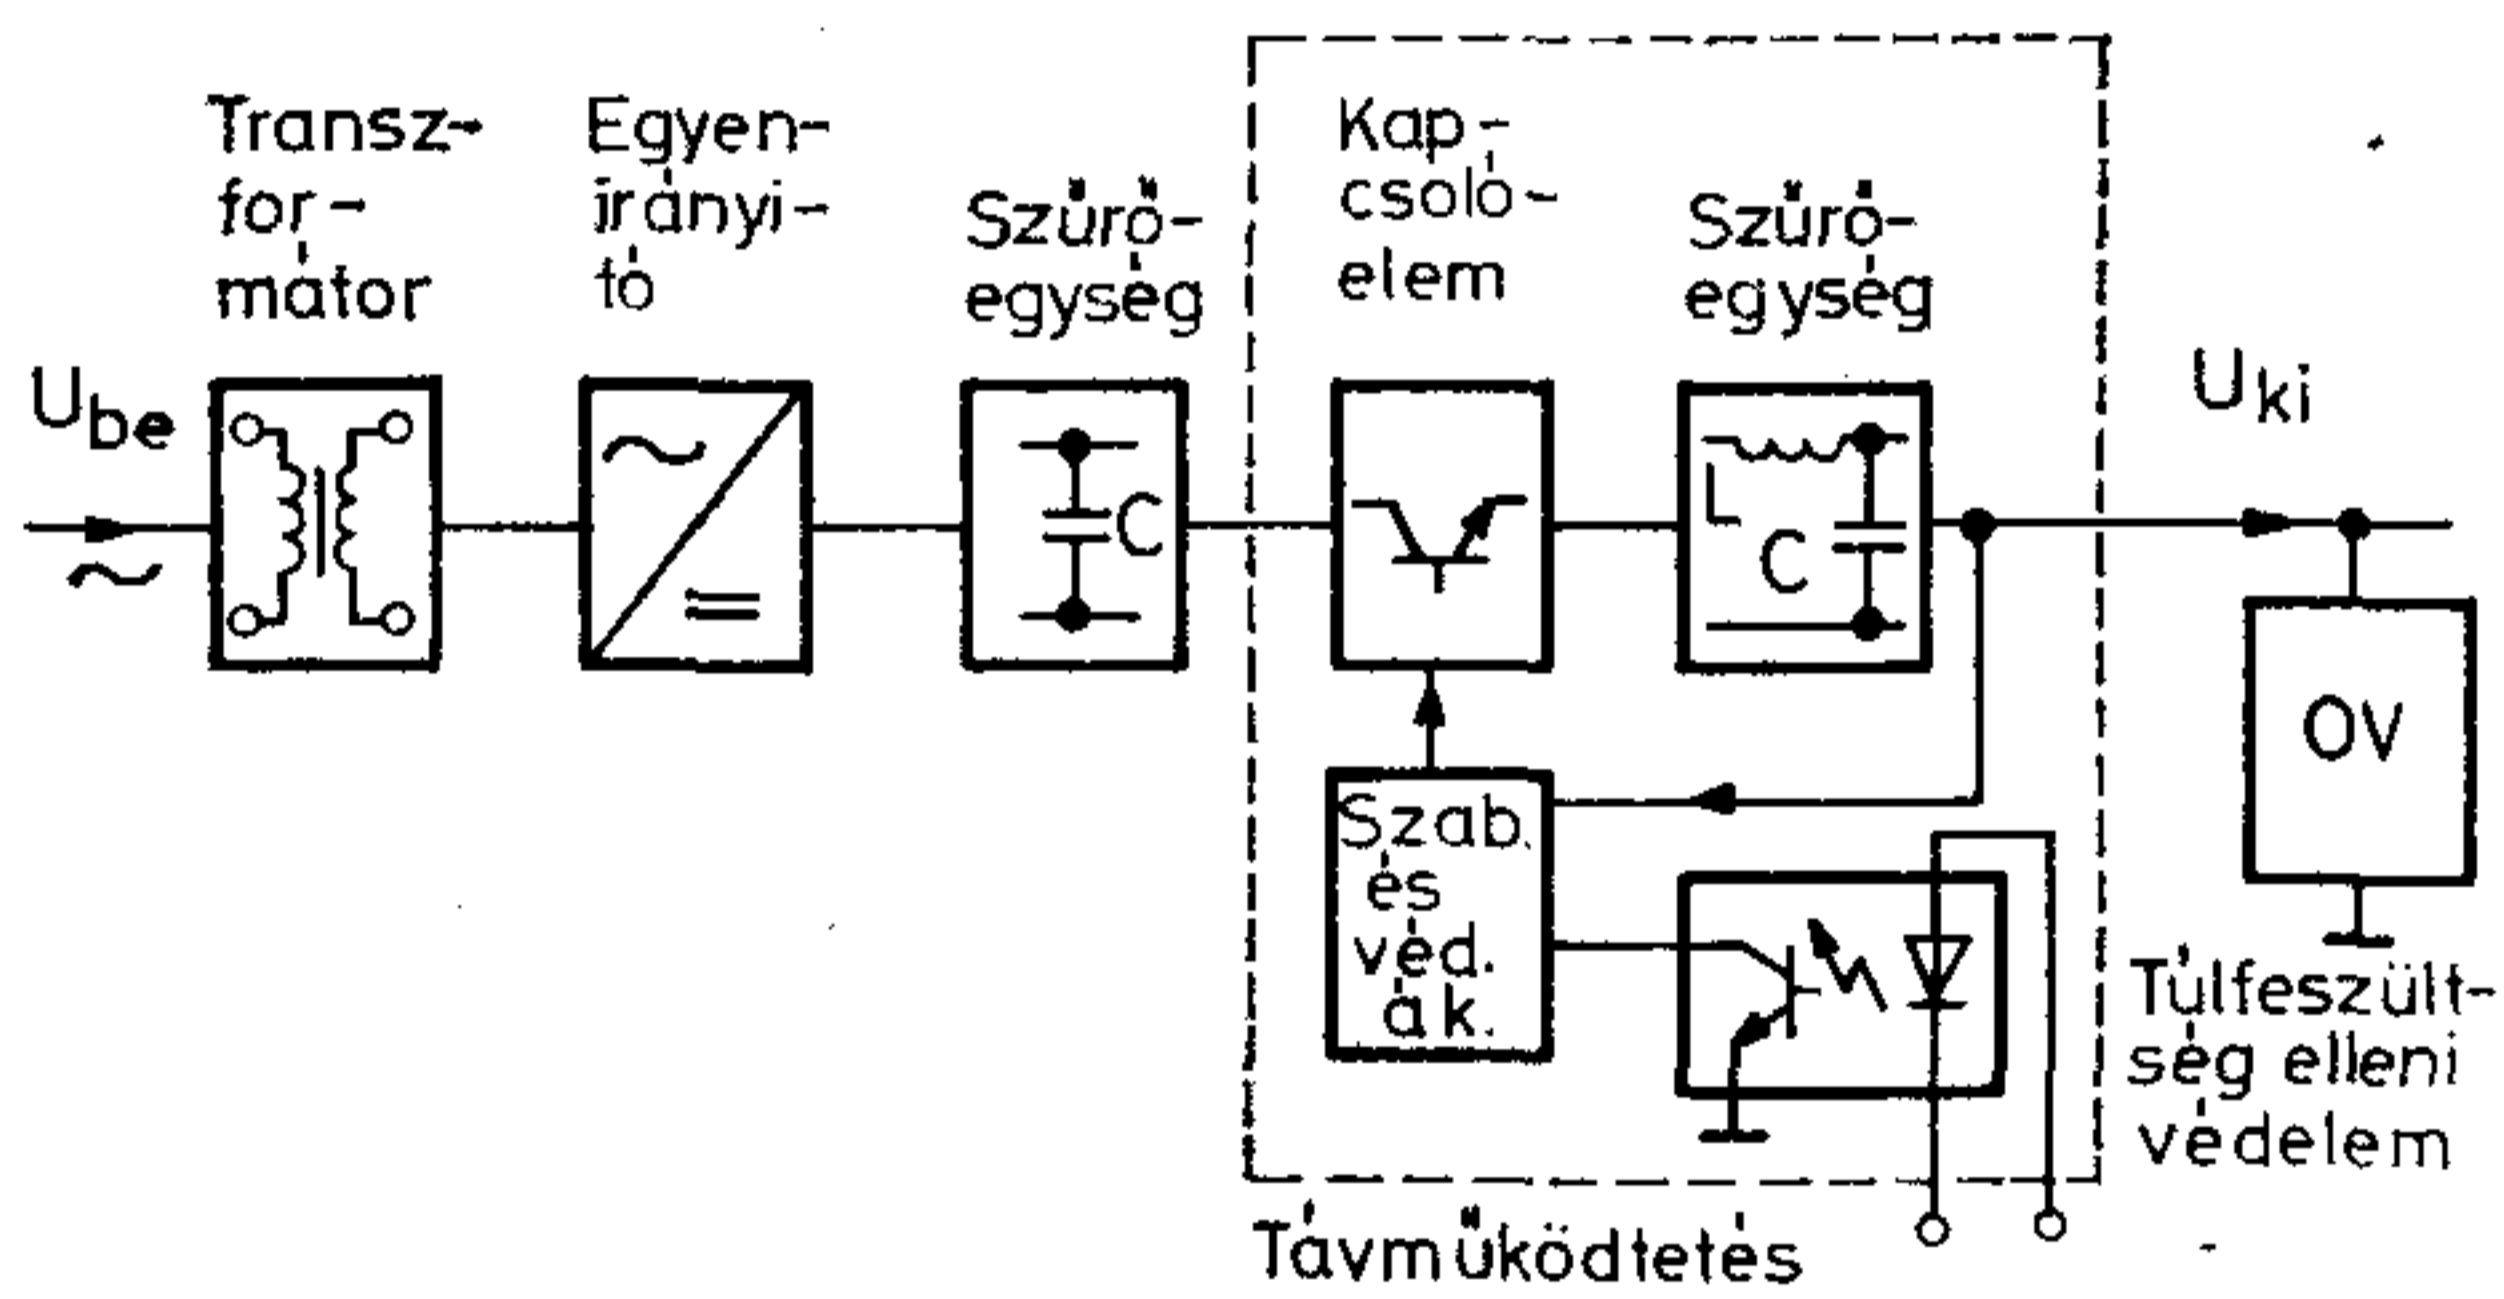 Transz-
for-
mátor
Egyen-
irányi-
tó
Szűrő-
egység
Kap-
csoló-
elem
Szűrő-
egység
Ube
Uki
C
L
C
OV
Szab.
és
véd.
ák.
Túlfeszült-
ség elleni
védelem
Távműködtetés